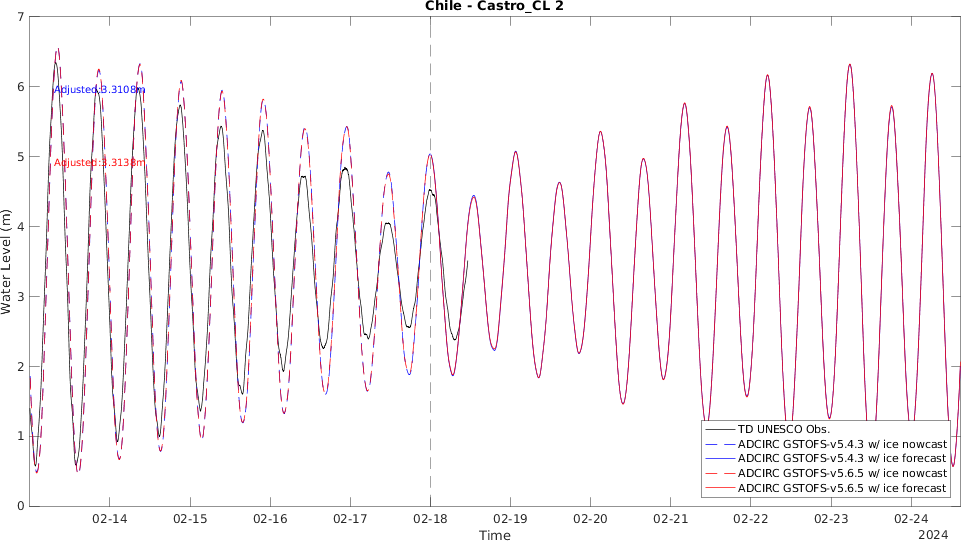 Chile - Castro_CL 2
7
6
5
4
3
2
1
0
Water Level (m)
Adjusted:3.3108m
Adjusted:3.3138m
TD UNESCO Obs.
ADCIRC GSTOFS-v5.4.3 w/ ice nowcast
ADCIRC GSTOFS-v5.4.3 w/ ice forecast
ADCIRC GSTOFS-v5.6.5 w/ ice nowcast
ADCIRC GSTOFS-v5.6.5 w/ ice forecast
02-14 02-15 02-16 02-17 02-18 02-19 02-20 02-21 02-22 02-23 02-24
Time
2024